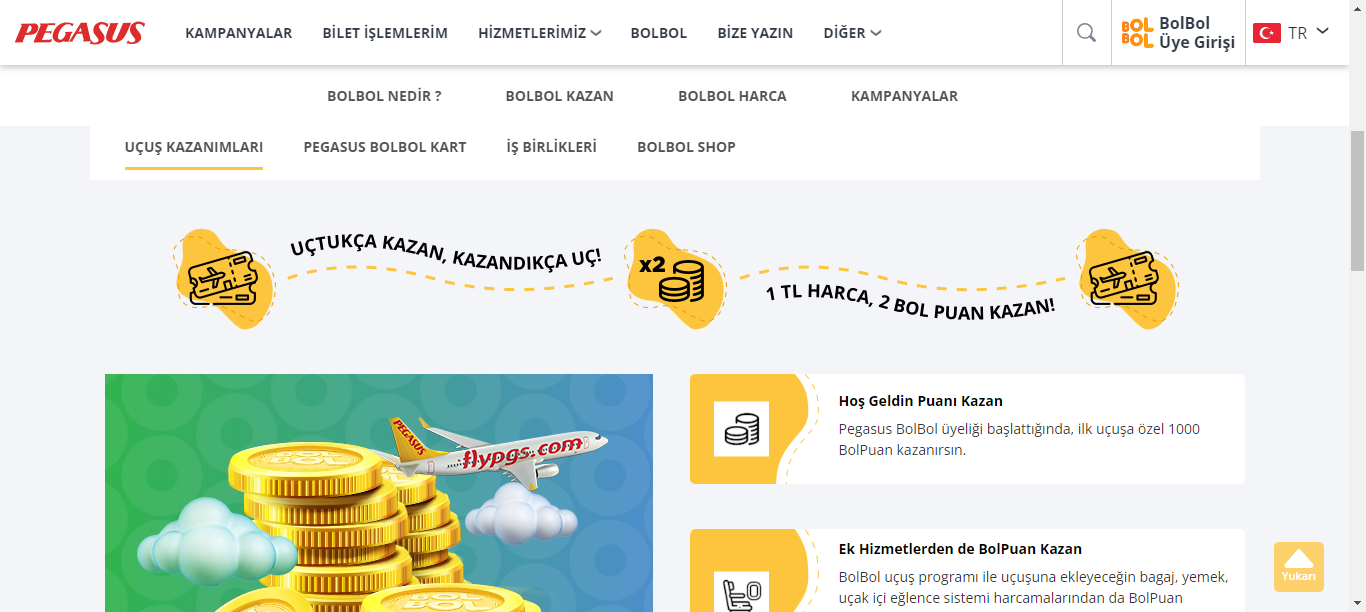 PEGASUS
KAMPANYALAR
BİLET İŞLEMLERİM
HİZMETLERİMİZ
BOLBOL
BİZE YAZIN
DİĞER
BOL
BOL
BolBol
Üye Girişi
TR
BOLBOL NEDİR ?
BOLBOL KAZAN
BOLBOL HARCA
KAMPANYALAR
UÇUŞ KAZANIMLARI
PEGASUS BOLBOL KART
İŞ BİRLİKLERİ
BOLBOL SHOP
UÇTUKÇA KAZAN, KAZANDIKÇA UÇ!
x2
1 TL HARCA, 2 BOL PUAN KAZAN!
PEGASUS
flypgs.com
BOL
BOL
Hoş Geldin Puanı Kazan
Pegasus BolBol üyeliği başlattığında, ilk uçuşa özel 1000
BolPuan kazanırsın.
Ek Hizmetlerden de BolPuan Kazan
BolBol uçuş programı ile uçuşuna ekleyeceğin bagaj, yemek,
uçak içi eğlence sistemi harcamalarından da BolPuan
Yukarı